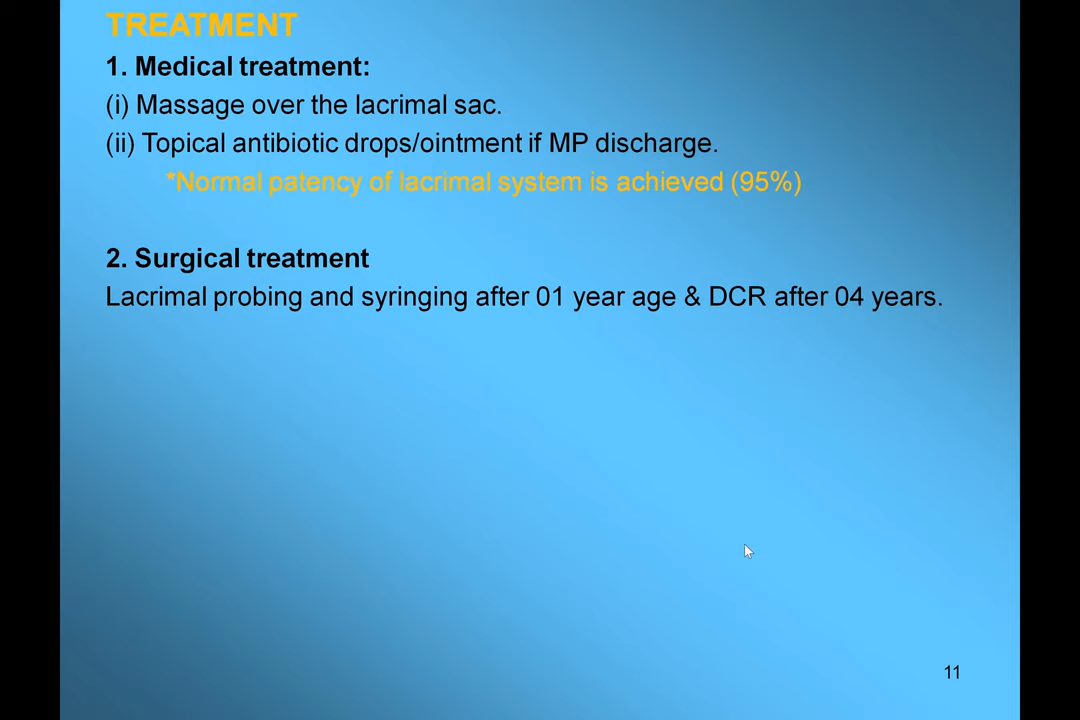 TREATMENT
1. Medical treatment:
(i) Massage over the lacrimal sac.
(ii) Topical antibiotic drops/ointment if MP discharge.
*Normal patency of lacrimal system is achieved (95%)
2. Surgical treatment
Lacrimal probing and syringing after 01 year age & DCR after 04 years.
11